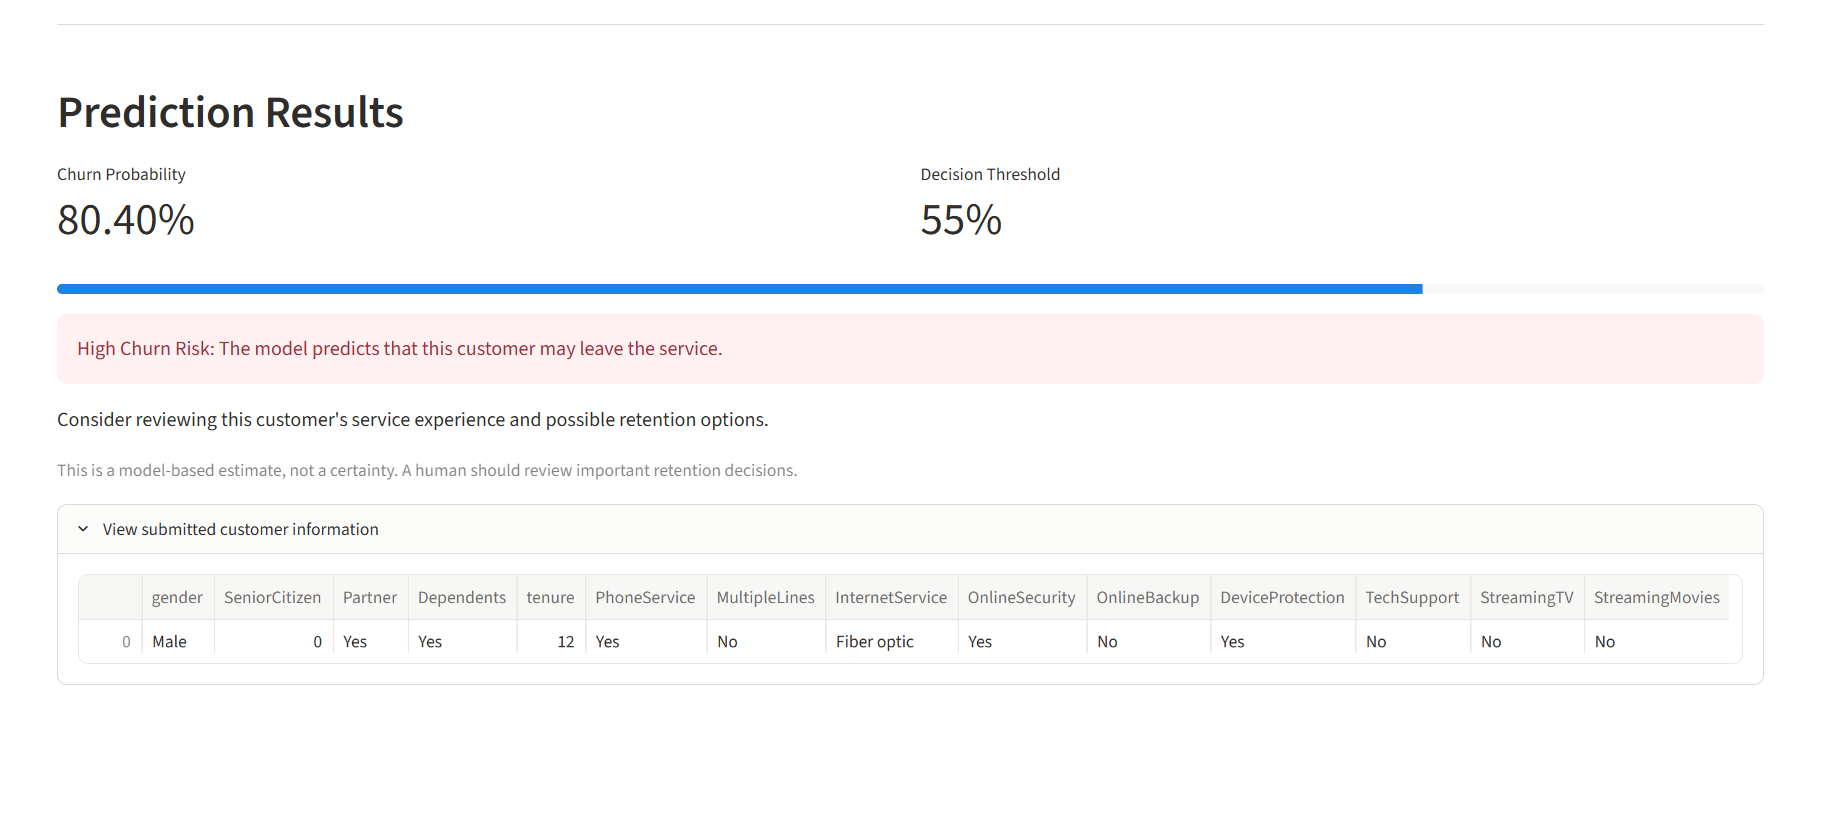 Prediction Results
Churn Probability
80.40%
Decision Threshold
55%
High Churn Risk: The model predicts that this customer may leave the service.
Consider reviewing this customer's service experience and possible retention options.
This is a model-based estimate, not a certainty. A human should review important retention decisions.
View submitted customer information
gender SeniorCitizen Partner Dependents tenure PhoneService MultipleLines InternetService OnlineSecurity OnlineBackup DeviceProtection TechSupport StreamingTV StreamingMovies
0 Male 0 Yes Yes 12 Yes No Fiber optic Yes No Yes No No No